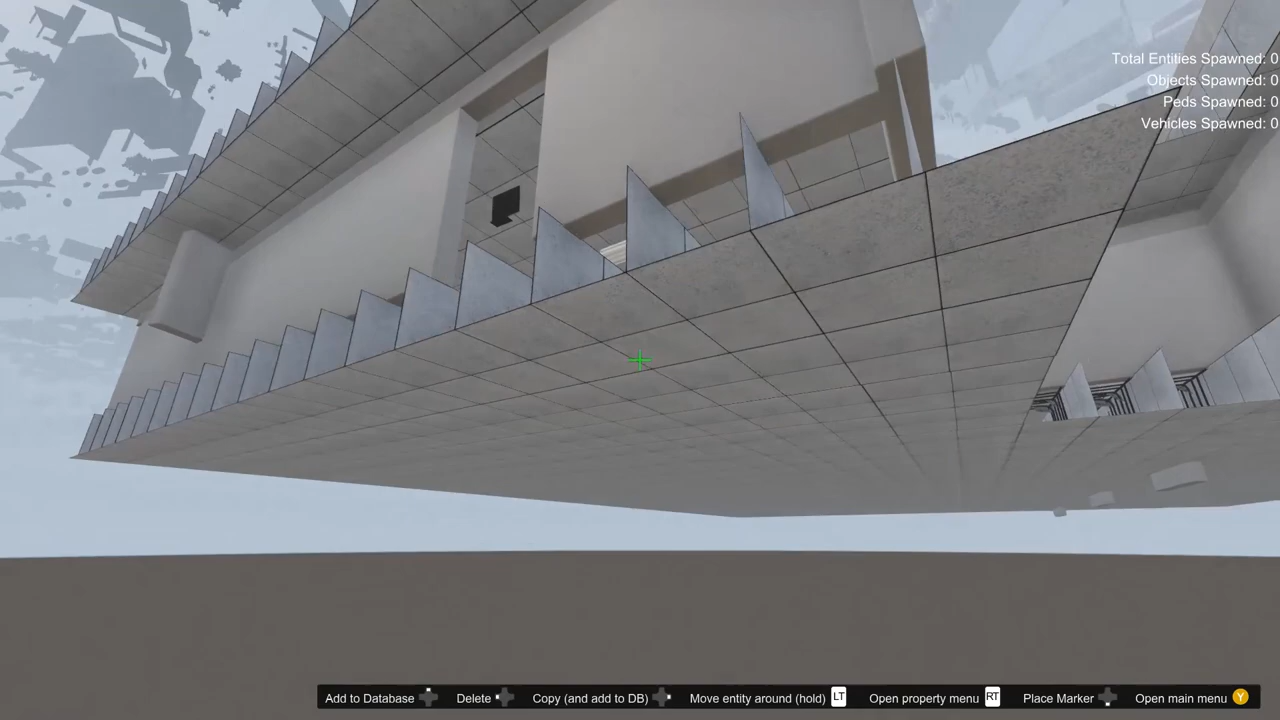 Total Entities Spawned: 0
Objects Spawned: 0
Peds Spawned: 0
Vehicles Spawned: 0
Add to Database Delete Copy (and add to DB) Move entity around (hold) LT Open property menu RT Place Marker Open main menu Y